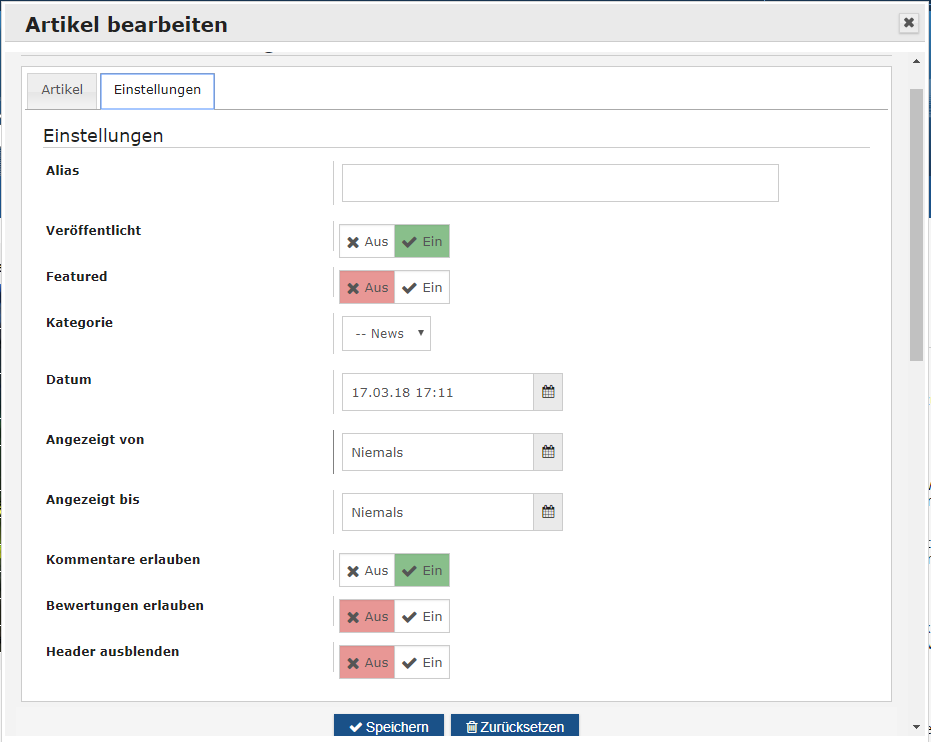 Artikel bearbeiten
Artikel Einstellungen
Einstellungen
Alias
Veröffentlicht Aus Ein
Featured Aus Ein
Kategorie -- News
Datum 17.03.18 17:11
Angezeigt von Niemals
Angezeigt bis Niemals
Kommentare erlauben Aus Ein
Bewertungen erlauben Aus Ein
Header ausblenden Aus Ein
Speichern Zurücksetzen